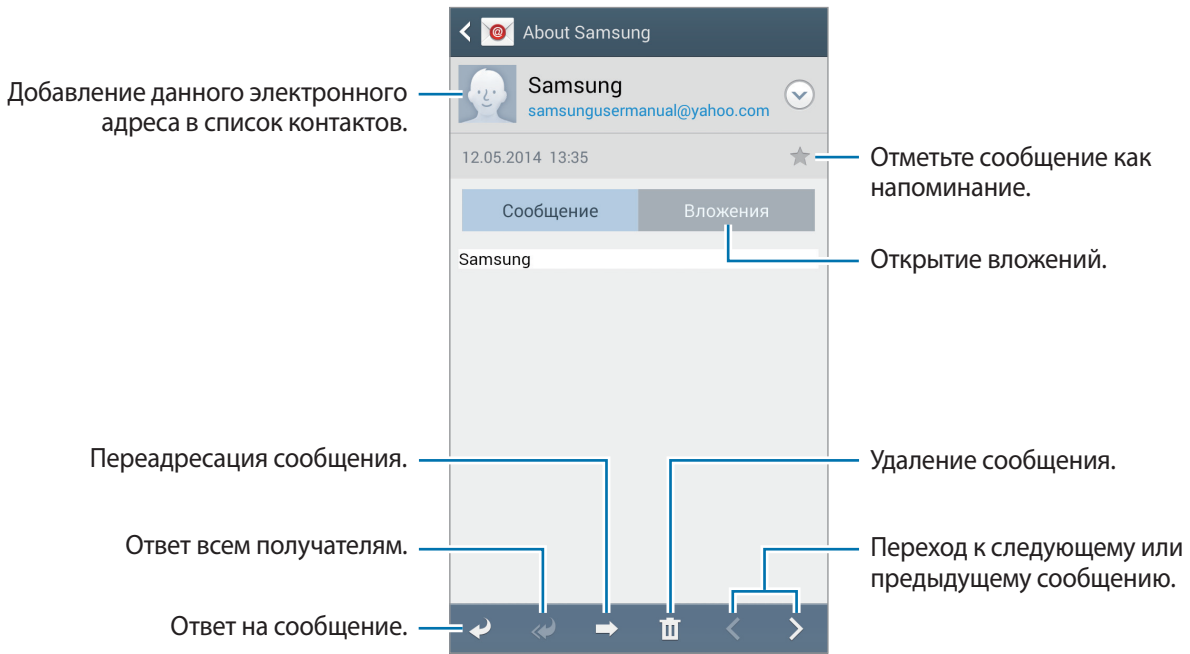 About Samsung
Добавление данного электронного
адреса в список контактов.
Samsung
samsungusermanual@yahoo.com
12.05.2014 13:35
Отметьте сообщение как
напоминание.
Сообщение
Вложения
Samsung
Открытие вложений.
Переадресация сообщения.
Удаление сообщения.
Ответ всем получателям.
Переход к следующему или
предыдущему сообщению.
Ответ на сообщение.